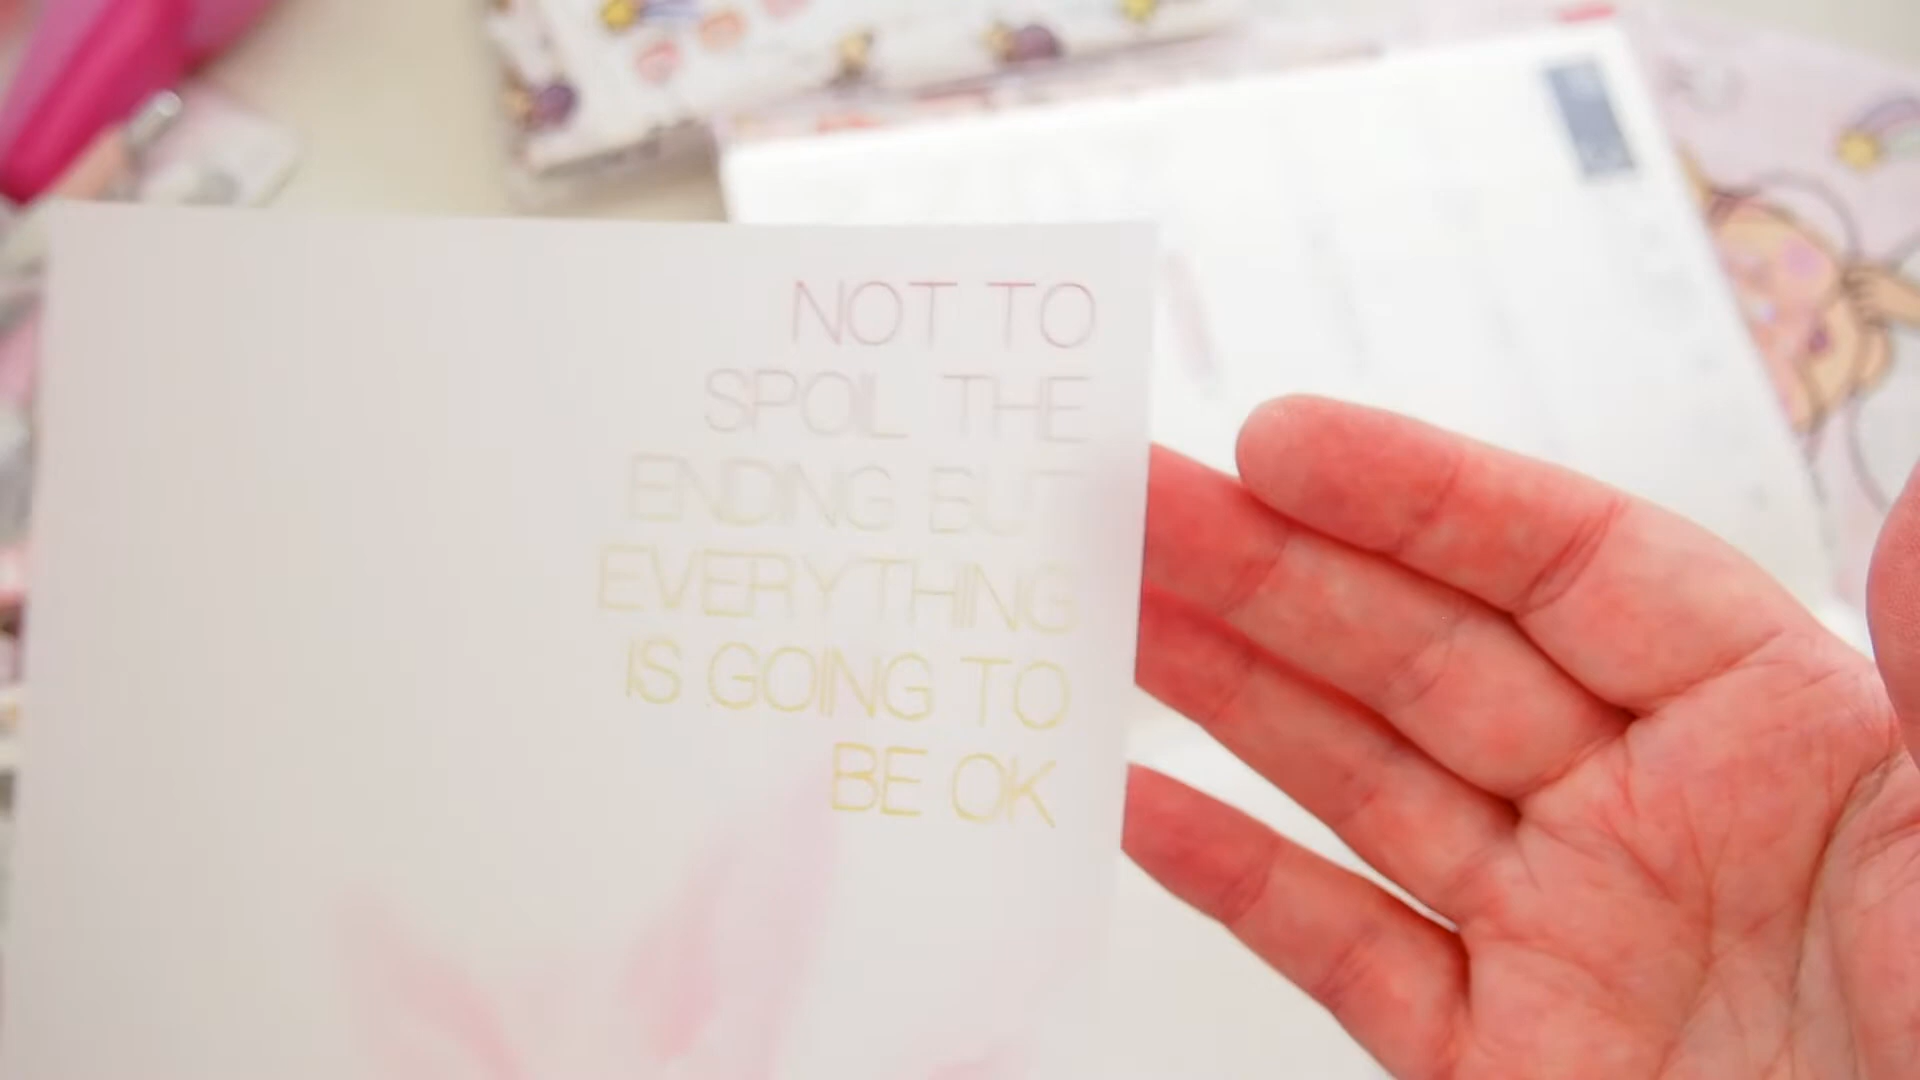 NOT TO
SPOIL THE
ENDING BUT
EVERYTHING
IS GOING TO
BE OK